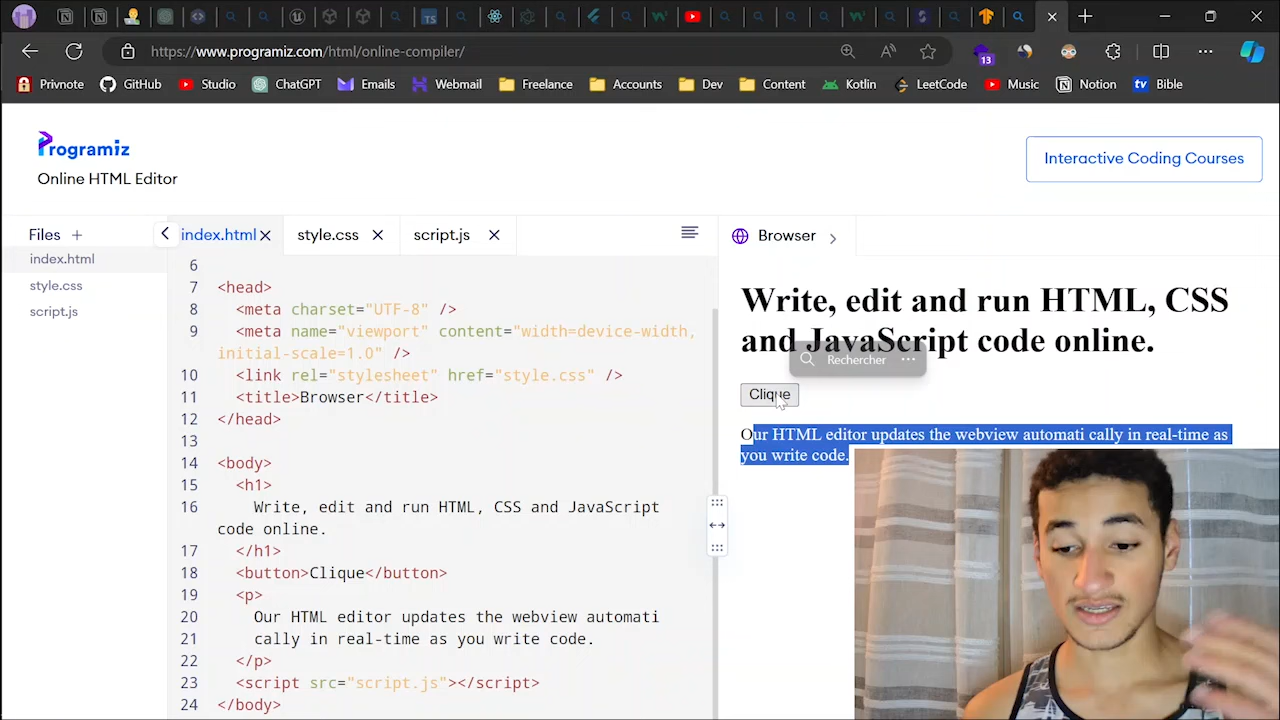 TS
13
https://www.programiz.com/html/online-compiler/
Privnote GitHub Studio ChatGPT Emails Webmail Freelance Accounts Dev Content Kotlin LeetCode Music Notion tv Bible
Programiz
Online HTML Editor
Interactive Coding Courses
Files +
index.html
style.css
script.js
index.html style.css script.js
6
7 <head>
8 <meta charset="UTF-8" />
9 <meta name="viewport" content="width=device-width,
initial-scale=1.0" />
10 <link rel="stylesheet" href="style.css" />
11 <title>Browser</title>
12 </head>
13
14 <body>
15 <h1>
16 Write, edit and run HTML, CSS and JavaScript
code online.
17 </h1>
18 <button>Clique</button>
19 <p>
20 Our HTML editor updates the webview automati
21 cally in real-time as you write code.
22 </p>
23 <script src="script.js"></script>
24 </body>
Browser
Write, edit and run HTML, CSS
and JavaScript code online.
Rechercher
Clique
Our HTML editor updates the webview automati cally in real-time as
you write code.